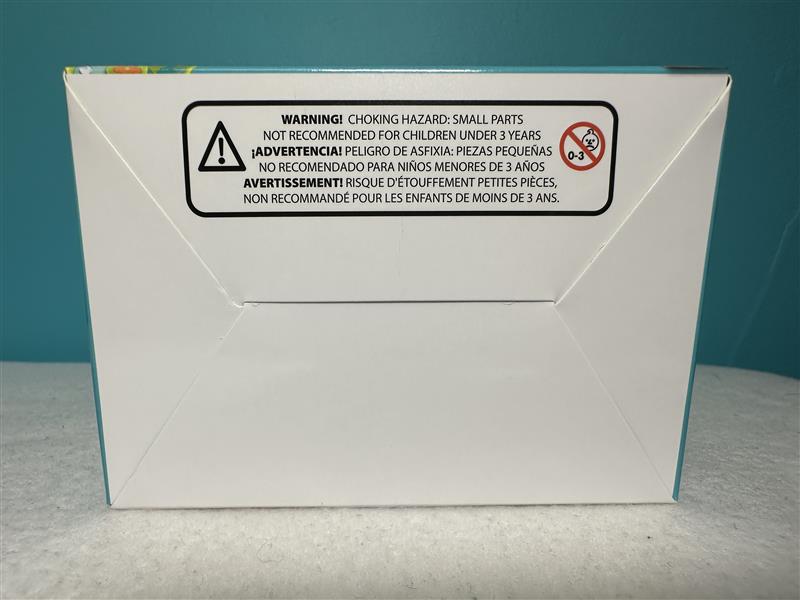 WARNING! CHOKING HAZARD: SMALL PARTS
NOT RECOMMENDED FOR CHILDREN UNDER 3 YEARS
¡ADVERTENCIA! PELIGRO DE ASFIXIA: PIEZAS PEQUEÑAS
NO RECOMENDADO PARA NIÑOS MENORES DE 3 AÑOS
AVERTISSEMENT! RISQUE D'ÉTOUFFEMENT PETITES PIÈCES,
NON RECOMMANDÉ POUR LES ENFANTS DE MOINS DE 3 ANS.
0-3